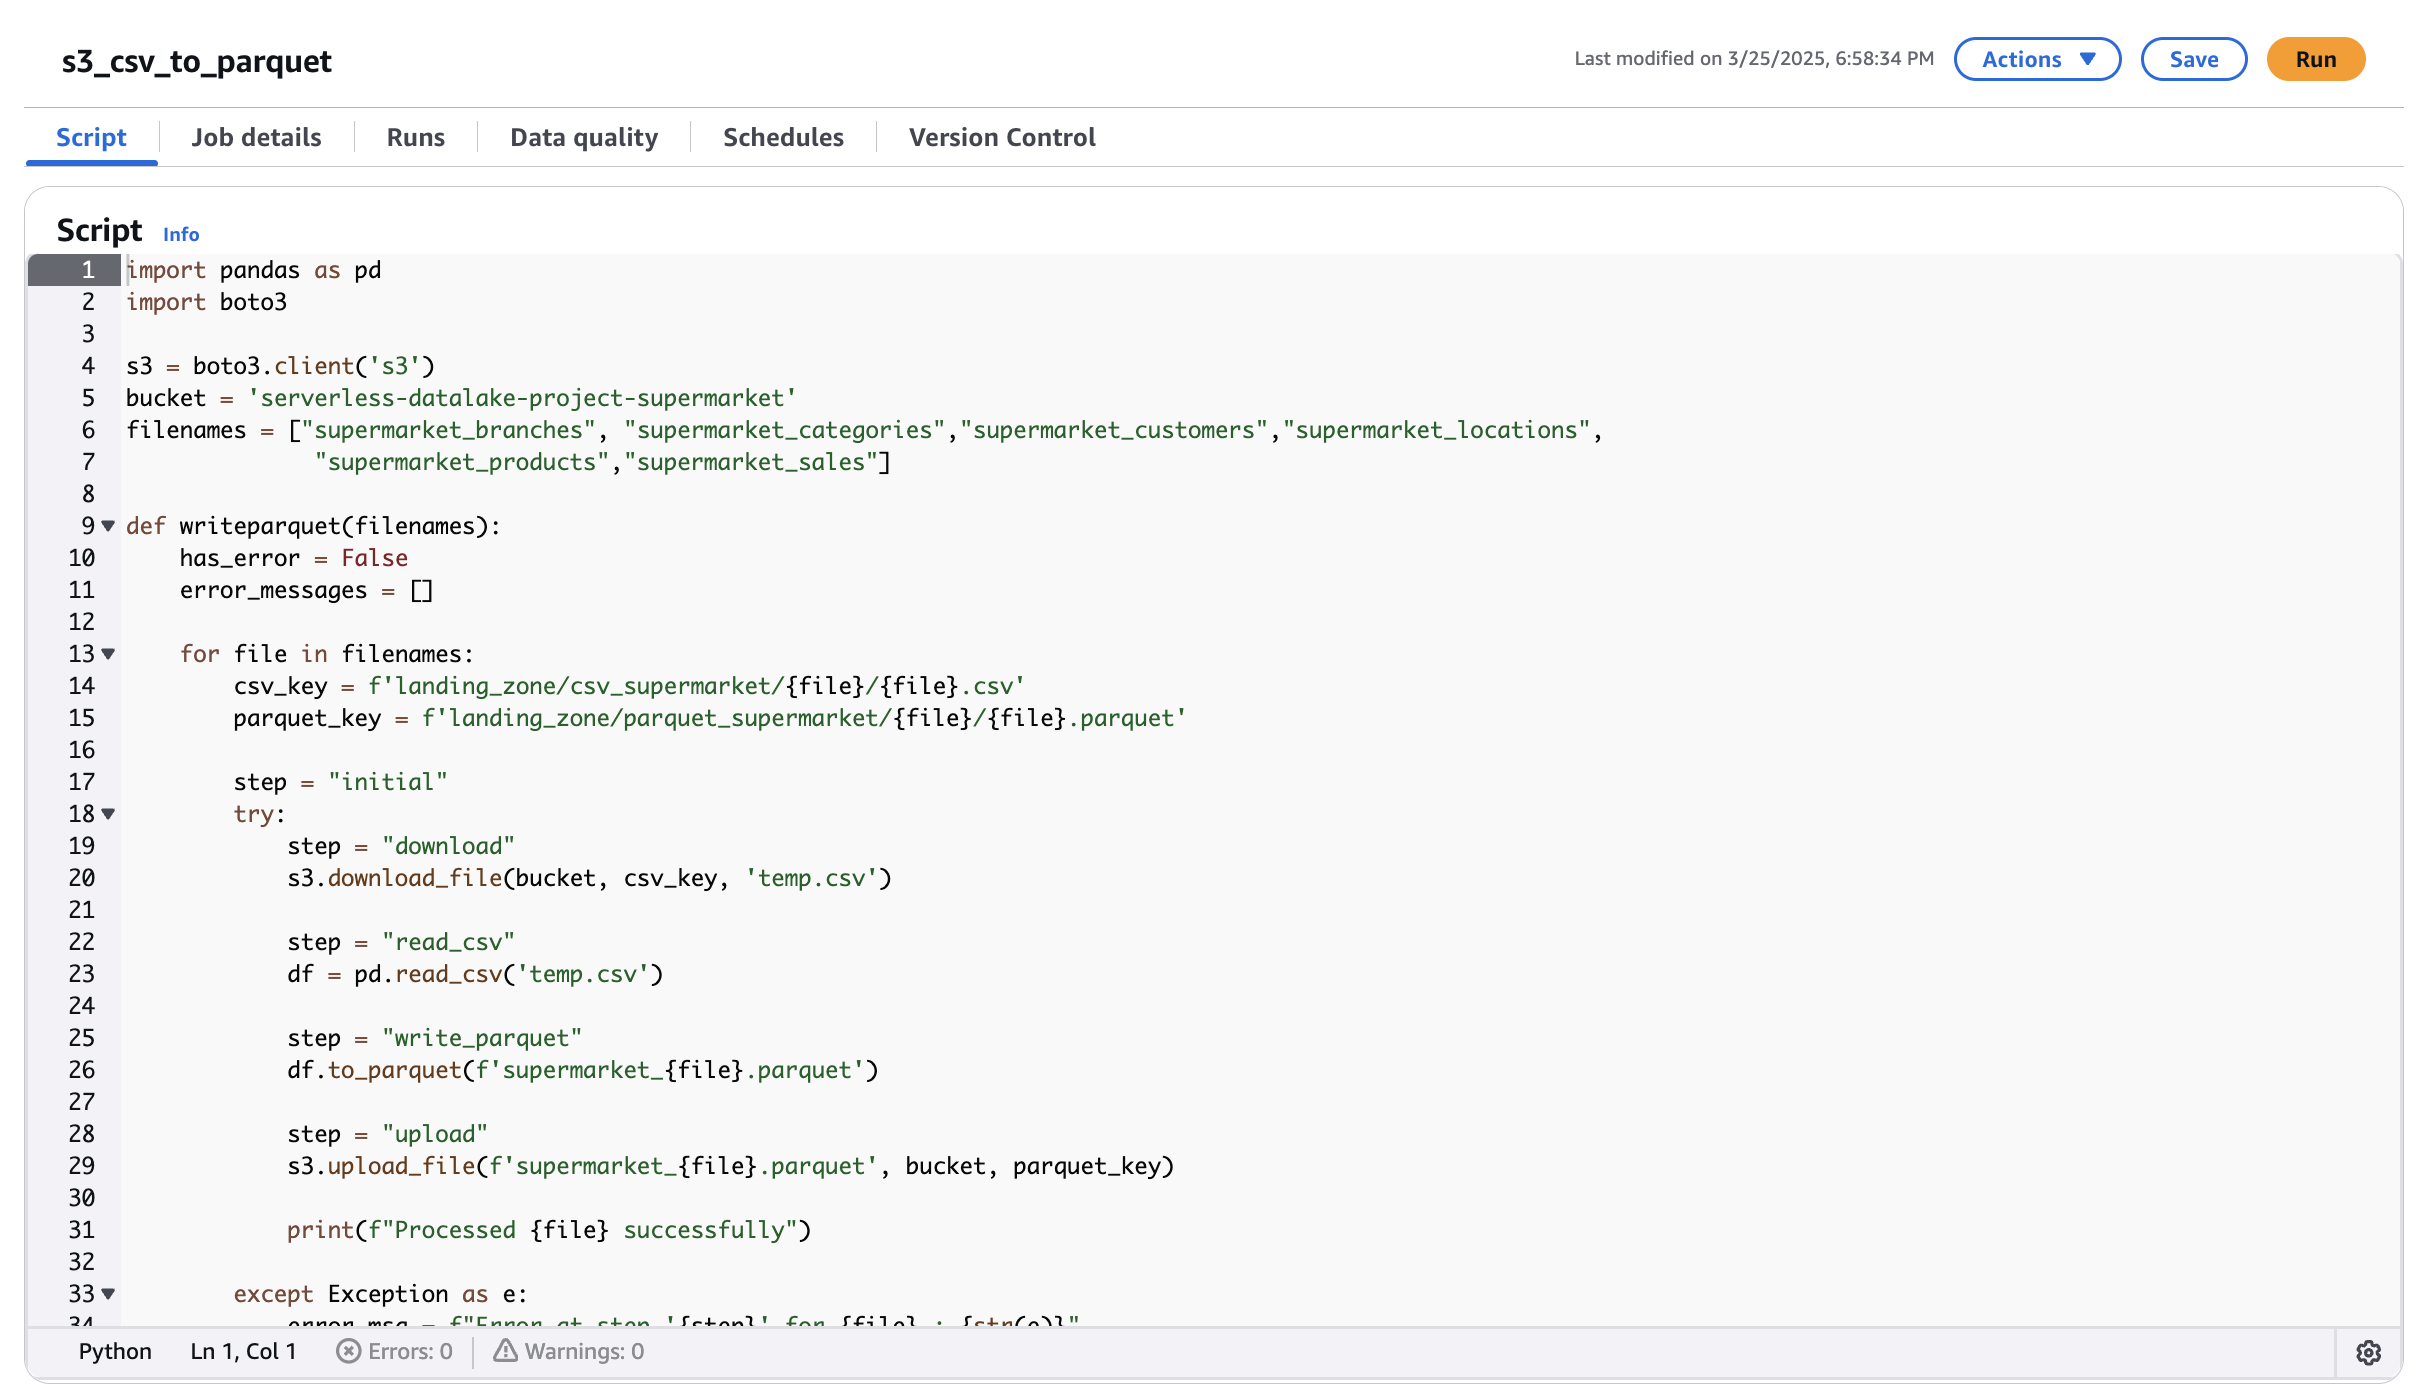 s3_csv_to_parquet
Last modified on 3/25/2025, 6:58:34 PM
Actions
Save
Run
Script
Job details
Runs
Data quality
Schedules
Version Control
Script Info
1 import pandas as pd
2 import boto3
3
4 s3 = boto3.client('s3')
5 bucket = 'serverless-datalake-project-supermarket'
6 filenames = ["supermarket_branches", "supermarket_categories","supermarket_customers","supermarket_locations",
7               "supermarket_products","supermarket_sales"]
8
9 def writeparquet(filenames):
10     has_error = False
11     error_messages = []
12
13     for file in filenames:
14         csv_key = f'landing_zone/csv_supermarket/{file}/{file}.csv'
15         parquet_key = f'landing_zone/parquet_supermarket/{file}/{file}.parquet'
16
17         step = "initial"
18         try:
19             step = "download"
20             s3.download_file(bucket, csv_key, 'temp.csv')
21
22             step = "read_csv"
23             df = pd.read_csv('temp.csv')
24
25             step = "write_parquet"
26             df.to_parquet(f'supermarket_{file}.parquet')
27
28             step = "upload"
29             s3.upload_file(f'supermarket_{file}.parquet', bucket, parquet_key)
30
31             print(f"Processed {file} successfully")
32
33         except Exception as e:
34             error_msg = f"Error at step '{step}' for {file} : {str(e)}"
Python
Ln 1, Col 1
Errors: 0
Warnings: 0